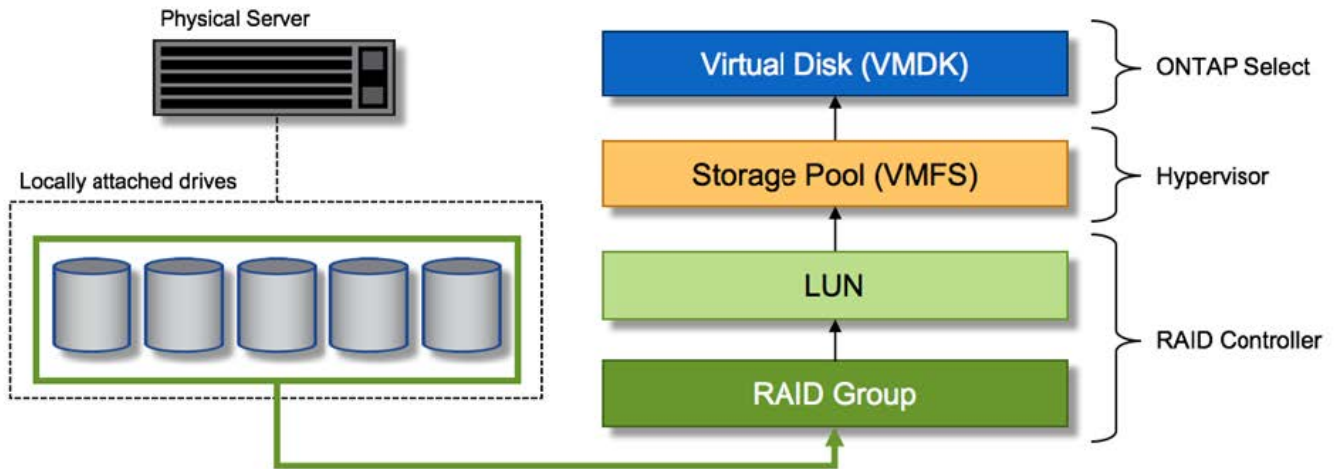 Physical Server
Locally attached drives
Virtual Disk (VMDK)
ONTAP Select
Storage Pool (VMFS)
Hypervisor
LUN
RAID Controller
RAID Group